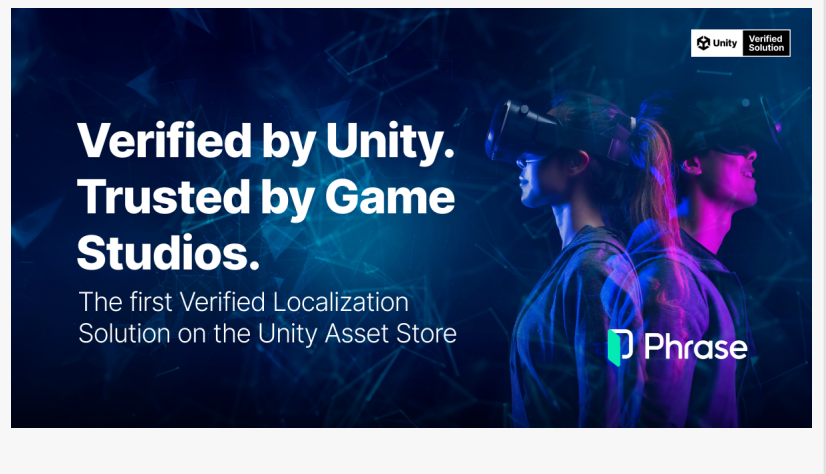 Unity
Verified
Solution
Verified by Unity.
Trusted by Game
Studios.
The first Verified Localization
Solution on the Unity Asset Store
Phrase